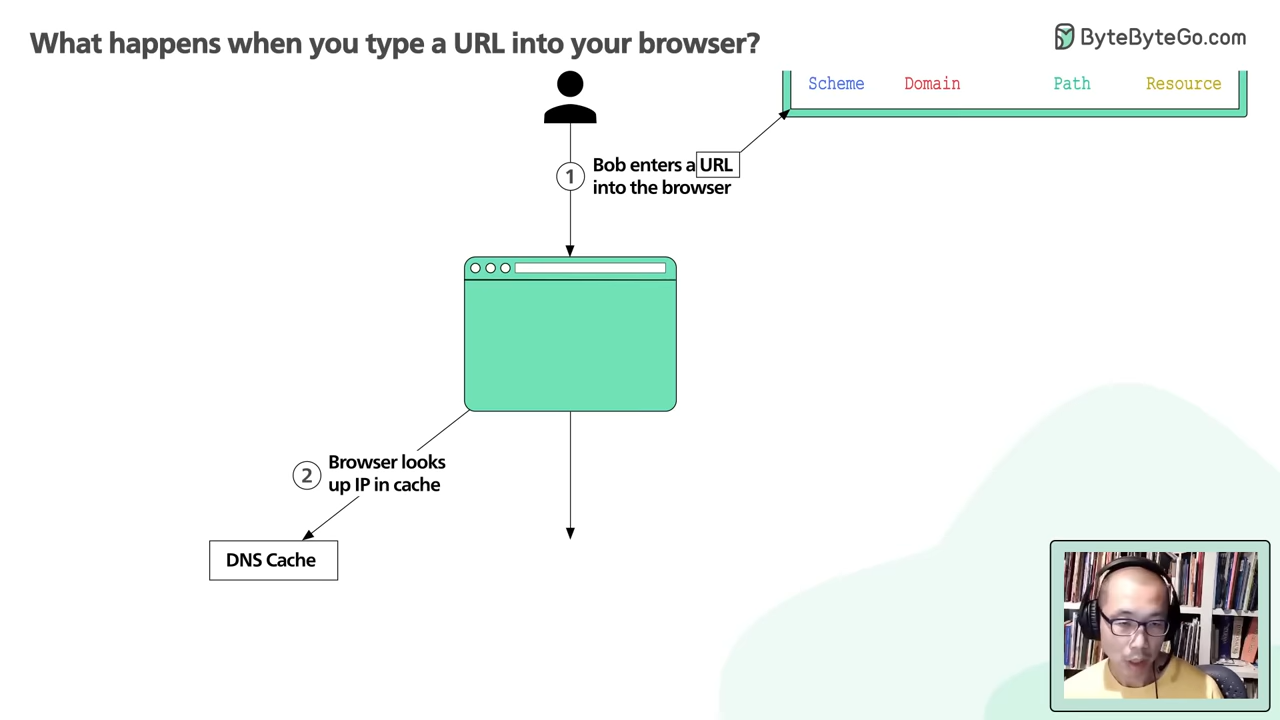 What happens when you type a URL into your browser?
ByteByteGo.com
Scheme Domain Path Resource
1
Bob enters a URL
into the browser
2
Browser looks
up IP in cache
DNS Cache